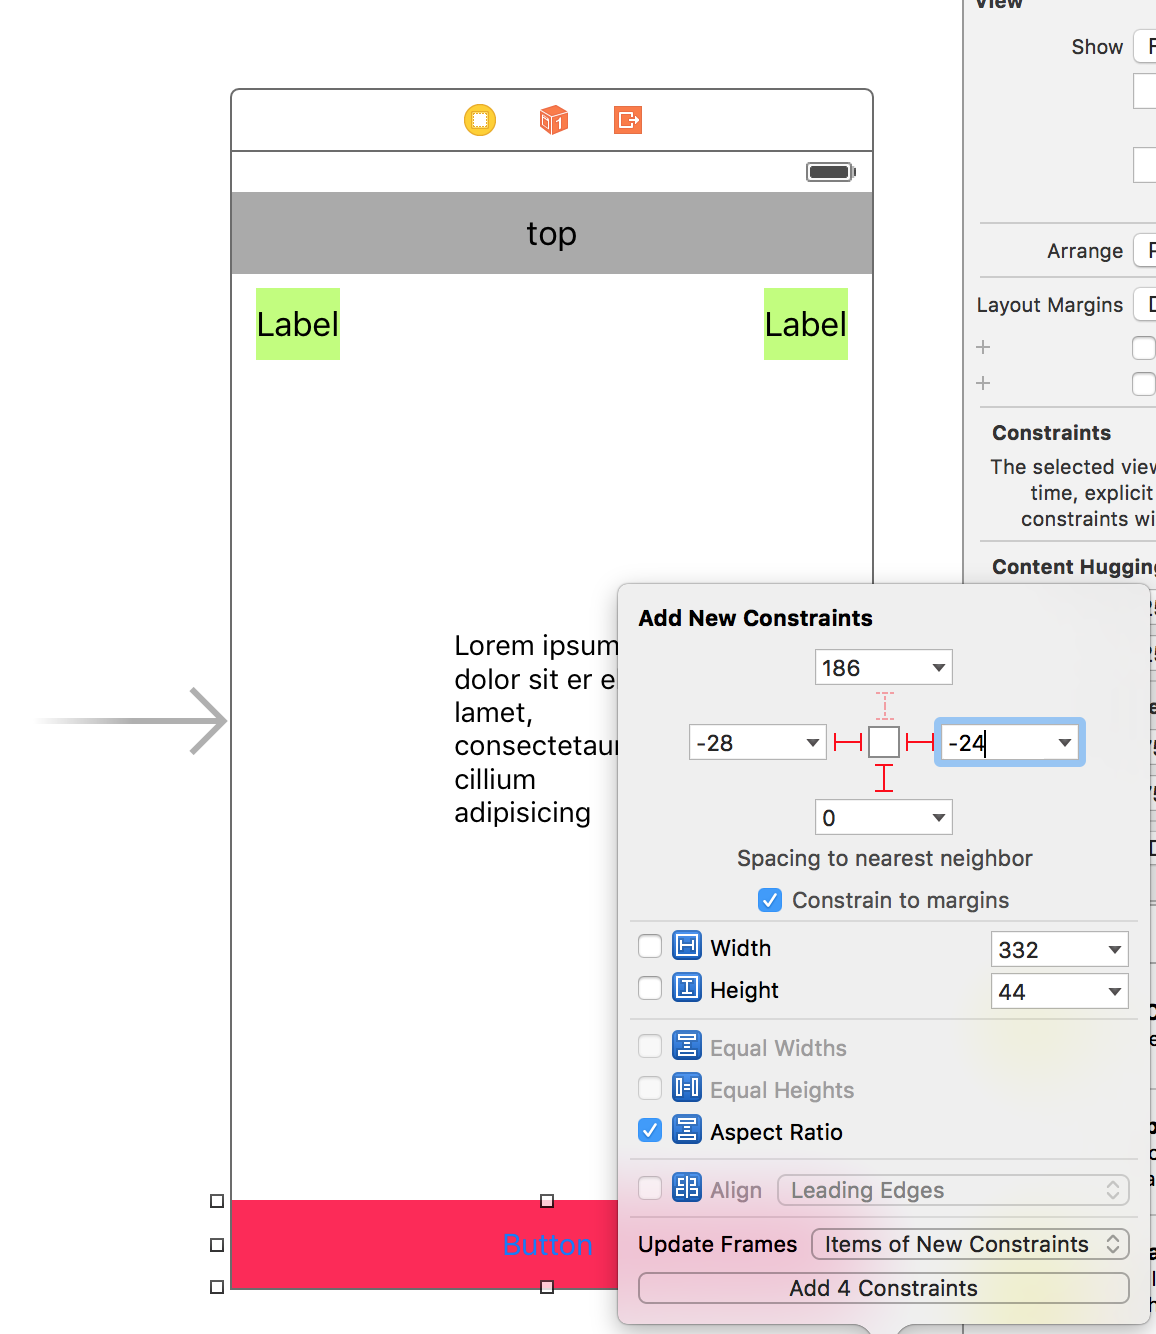 View
Show
top
Label
Label
Arrange
Layout Margins
Constraints
The selected view
time, explicit
constraints wi
Content Hugging
Lorem ipsum
dolor sit er el
lamet,
consectetaur
cillium
adipisicing
Button
Add New Constraints
186
-28
-24
0
Spacing to nearest neighbor
Constrain to margins
Width
332
Height
44
Equal Widths
Equal Heights
Aspect Ratio
Align
Leading Edges
Update Frames
Items of New Constraints
Add 4 Constraints